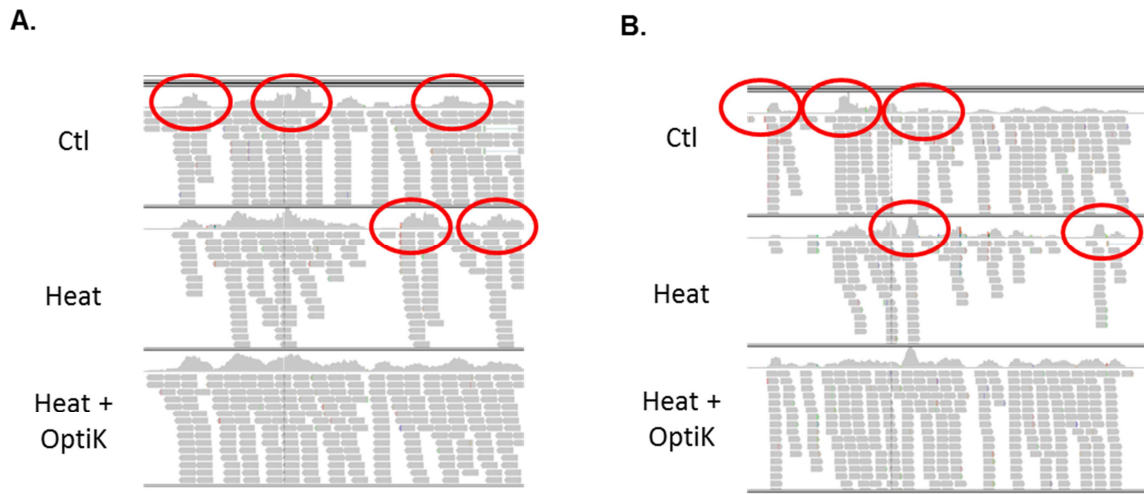 A.
Ctl
Heat
Heat +
OptiK
B.
Ctl
Heat
Heat +
OptiK